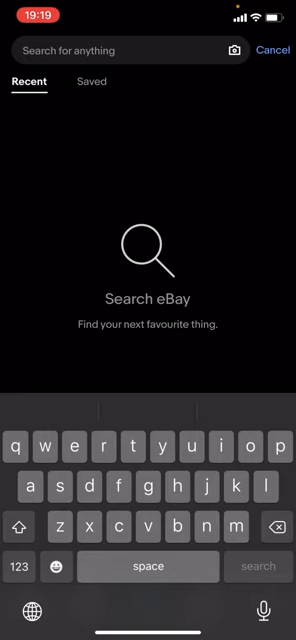 19:19
Search for anything
Cancel
Recent Saved
Search eBay
Find your next favourite thing.
q w e r t y u i o p
a s d f g h j k l
z x c v b n m
123 space search